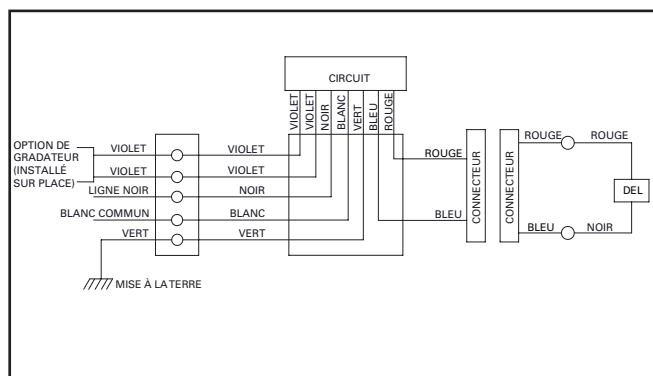 CIRCUIT
VIOLET
VIOLET
NOIR
BLANC
VERT
BLEU
ROUGE
OPTION DE
GRADATEUR
(INSTALLÉ
SUR PLACE)
VIOLET
VIOLET
VIOLET
VIOLET
LIGNE NOIR
NOIR
BLANC COMMUN
BLANC
VERT
VERT
MISE À LA TERRE
ROUGE
BLEU
CONNECTEUR
CONNECTEUR
ROUGE
ROUGE
DEL
BLEU
NOIR